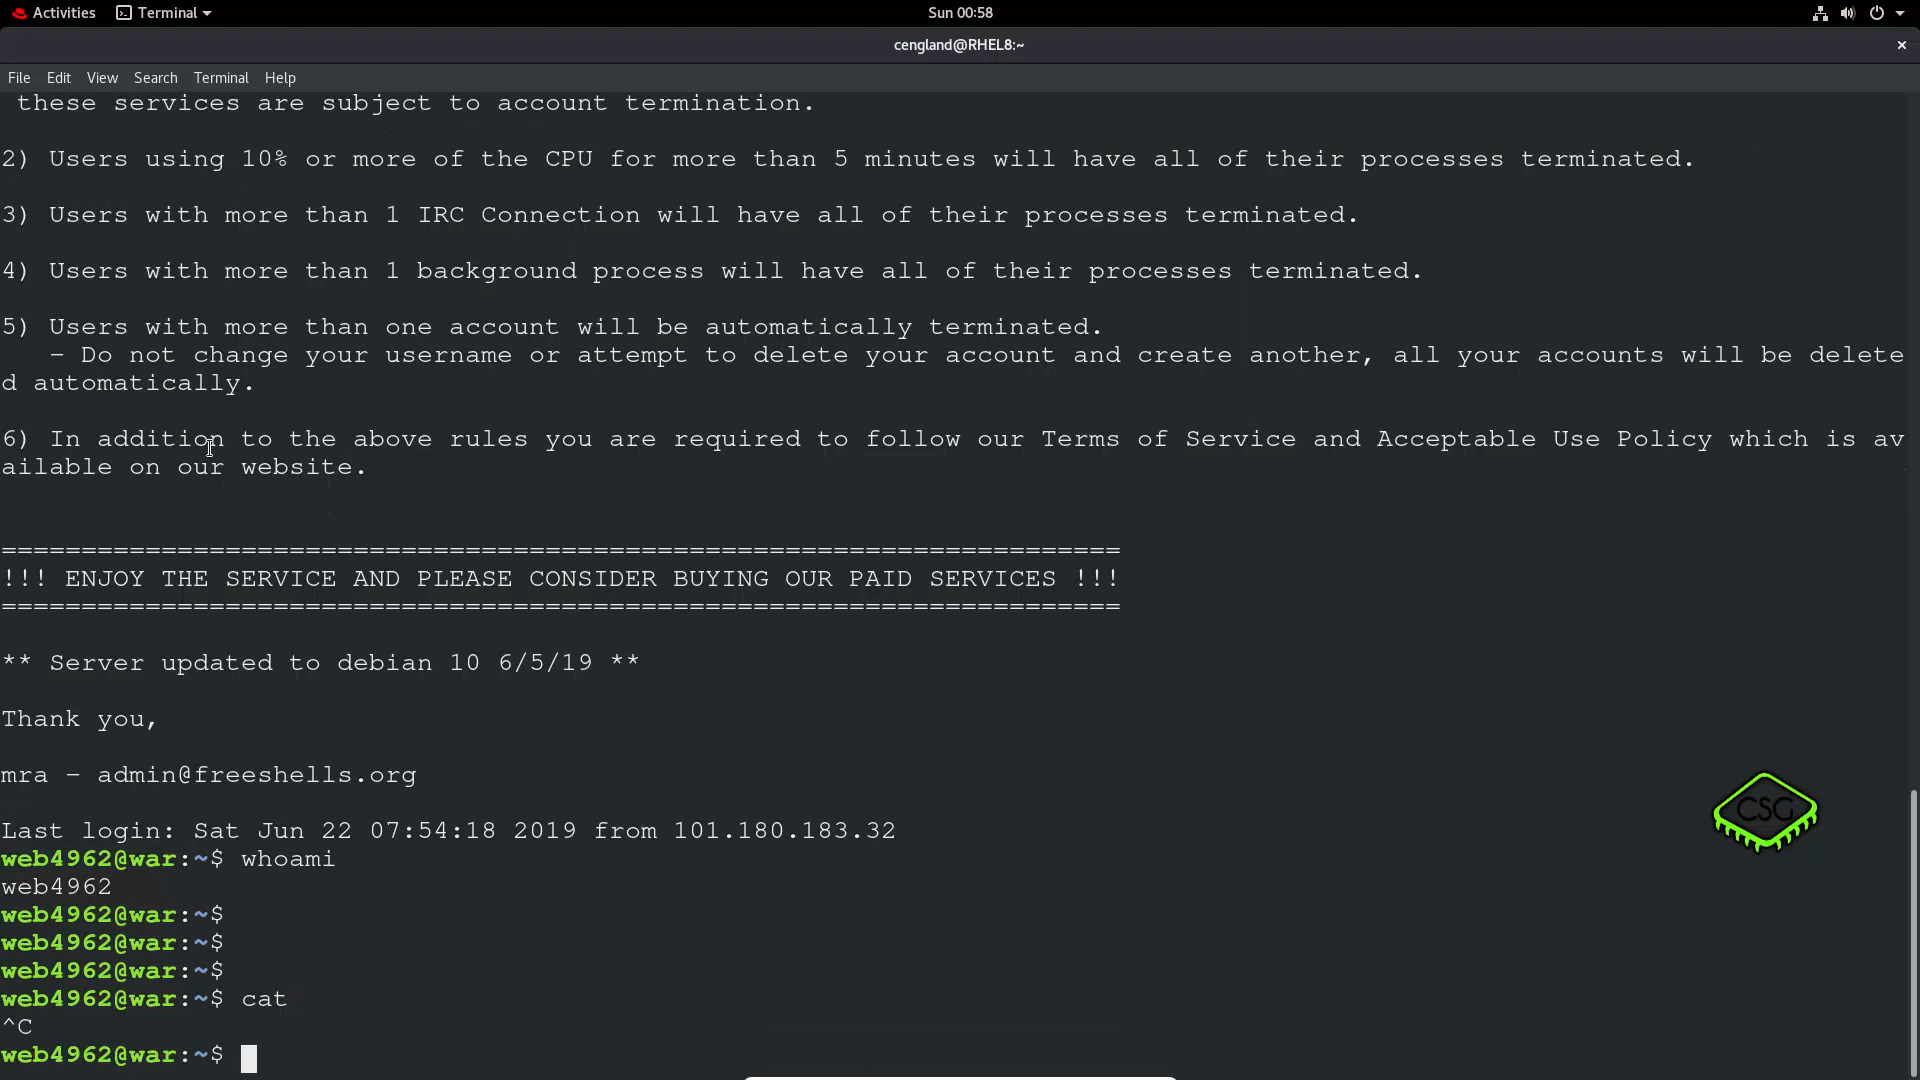 Activities Terminal Sun 00:58
cengland@RHEL8:~
File Edit View Search Terminal Help
these services are subject to account termination.
2) Users using 10% or more of the CPU for more than 5 minutes will have all of their processes terminated.
3) Users with more than 1 IRC Connection will have all of their processes terminated.
4) Users with more than 1 background process will have all of their processes terminated.
5) Users with more than one account will be automatically terminated.
– Do not change your username or attempt to delete your account and create another, all your accounts will be delete
d automatically.
6) In addition to the above rules you are required to follow our Terms of Service and Acceptable Use Policy which is av
ailable on our website.
======================================================================
!!! ENJOY THE SERVICE AND PLEASE CONSIDER BUYING OUR PAID SERVICES !!!
======================================================================
** Server updated to debian 10 6/5/19 **
Thank you,
mra – admin@freeshells.org
CSG
Last login: Sat Jun 22 07:54:18 2019 from 101.180.183.32
web4962@war:~$ whoami
web4962
web4962@war:~$
web4962@war:~$
web4962@war:~$
web4962@war:~$ cat
^C
web4962@war:~$